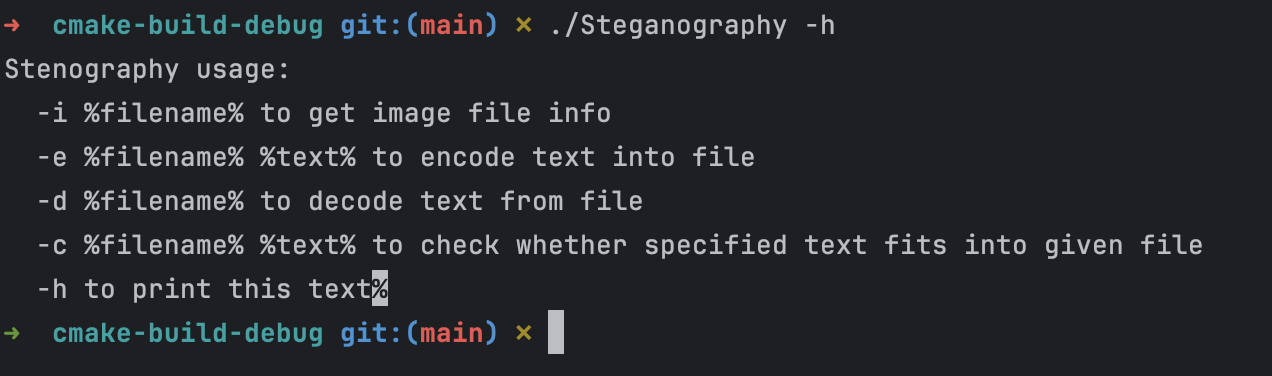 ➜  cmake-build-debug git:(main) ✗ ./Steganography -h
Stenography usage:
  -i %filename% to get image file info
  -e %filename% %text% to encode text into file
  -d %filename% to decode text from file
  -c %filename% %text% to check whether specified text fits into given file
  -h to print this text%
➜  cmake-build-debug git:(main) ✗